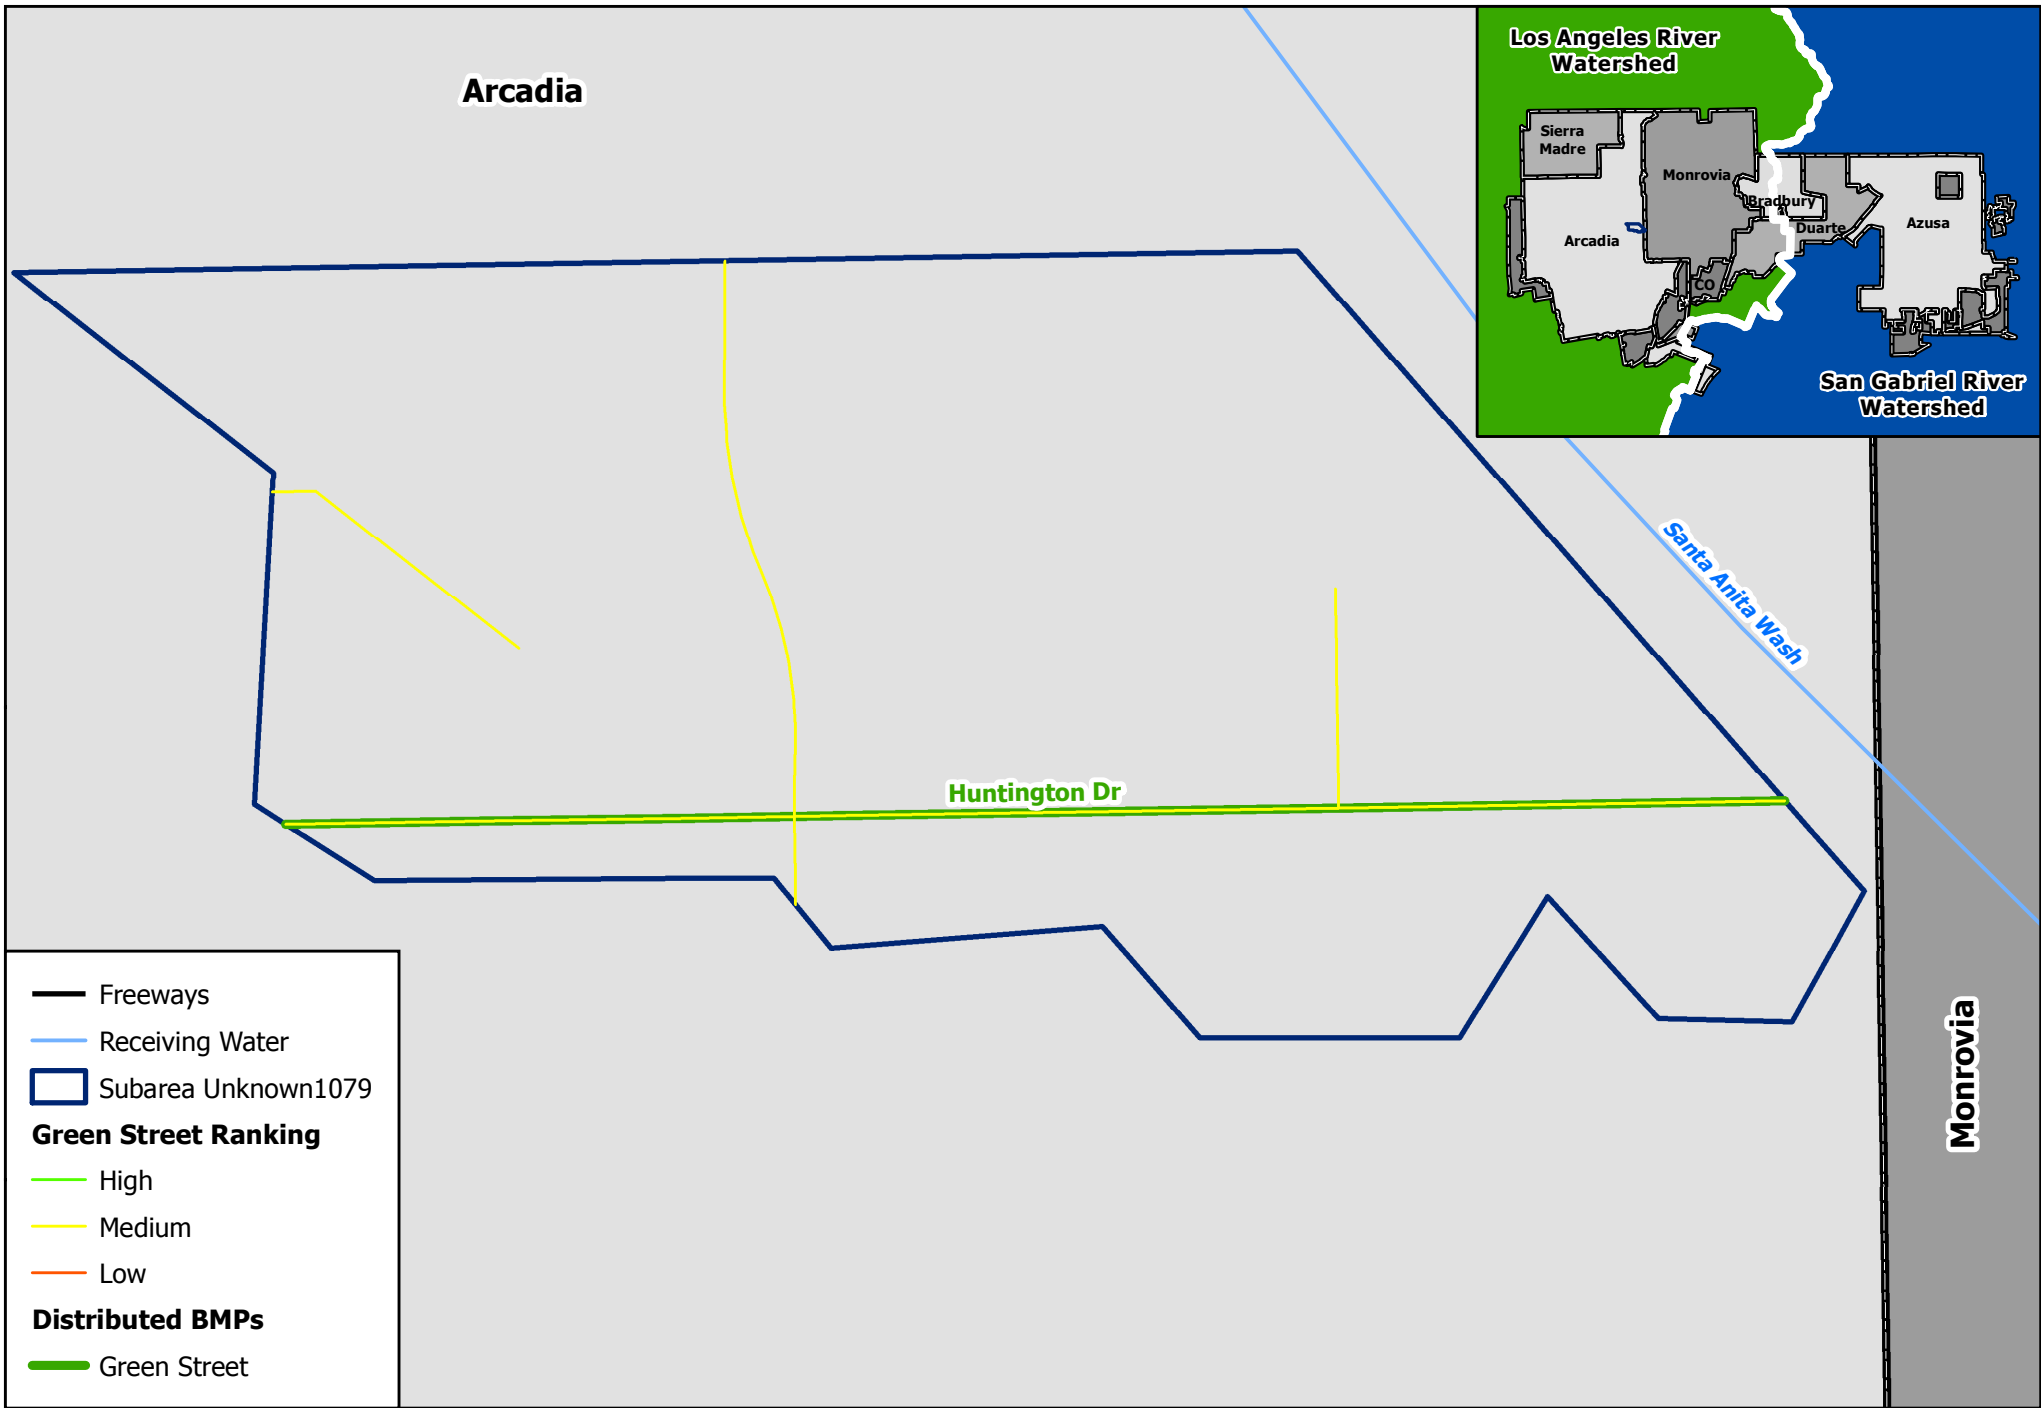 Arcadia
Los Angeles River
Watershed
Sierra
Madre
Monrovia
Bradbury
Duarte
Azusa
Arcadia
CO
San Gabriel River
Watershed
Santa Anita Wash
Huntington Dr
Monrovia
Freeways
Receiving Water
Subarea Unknown1079
Green Street Ranking
High
Medium
Low
Distributed BMPs
Green Street